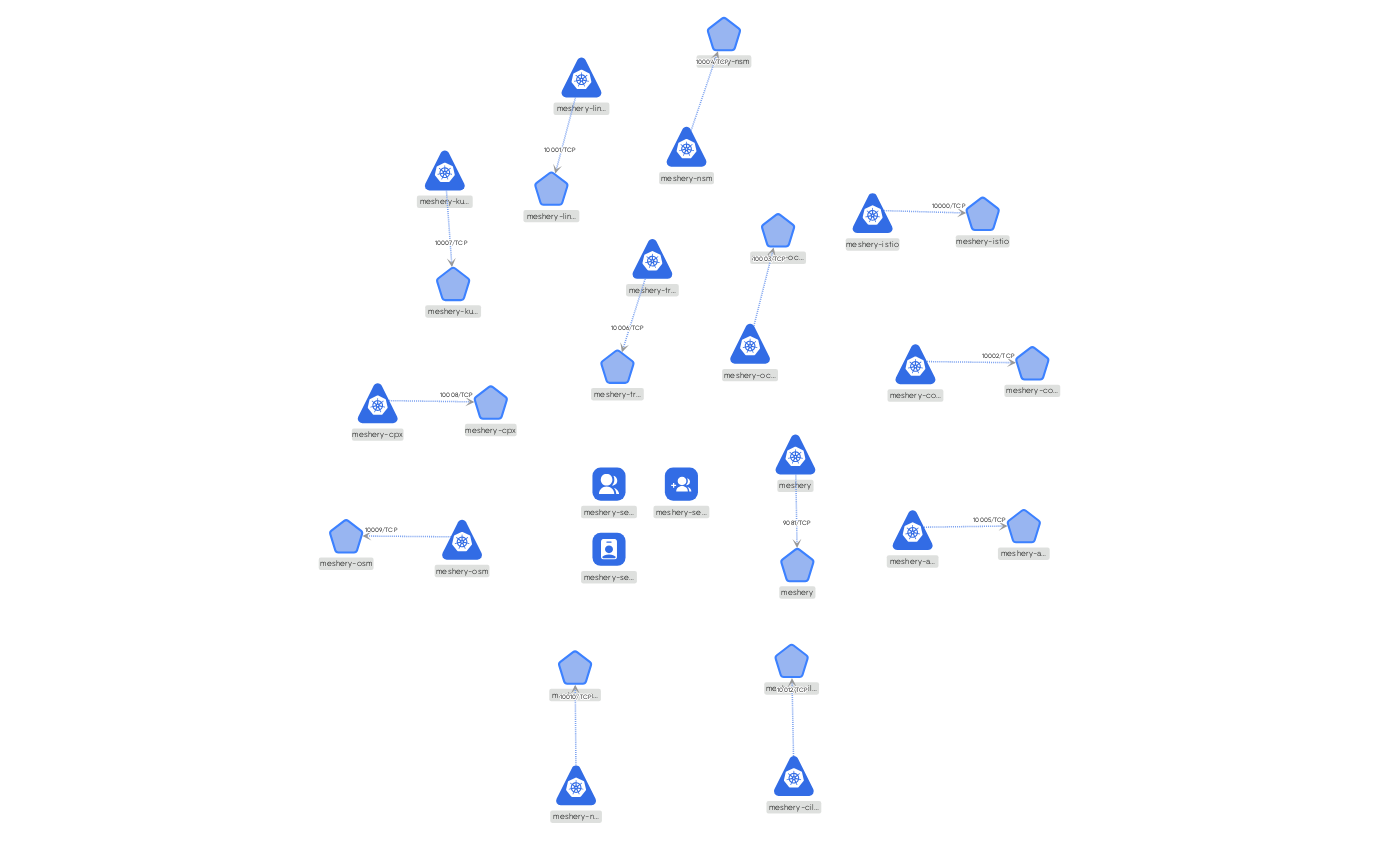 10004/TCP
y-nsm
meshery-lin...
10001/TCP
meshery-lin...
meshery-nsm
meshery-ku...
10007/TCP
meshery-ku...
meshery-istio
10000/TCP
meshery-istio
10003/TCP
-oc...
meshery-oc...
meshery-tr...
10006/TCP
meshery-tr...
meshery-co...
10002/TCP
meshery-co...
meshery-cpx
10008/TCP
meshery-cpx
meshery-se...
meshery-se...
meshery-se...
meshery
9081/TCP
meshery
meshery-a...
10005/TCP
meshery-a...
meshery-osm
10009/TCP
meshery-osm
10010/TCP
meshery-n...
10012/TCP
meshery-cil...